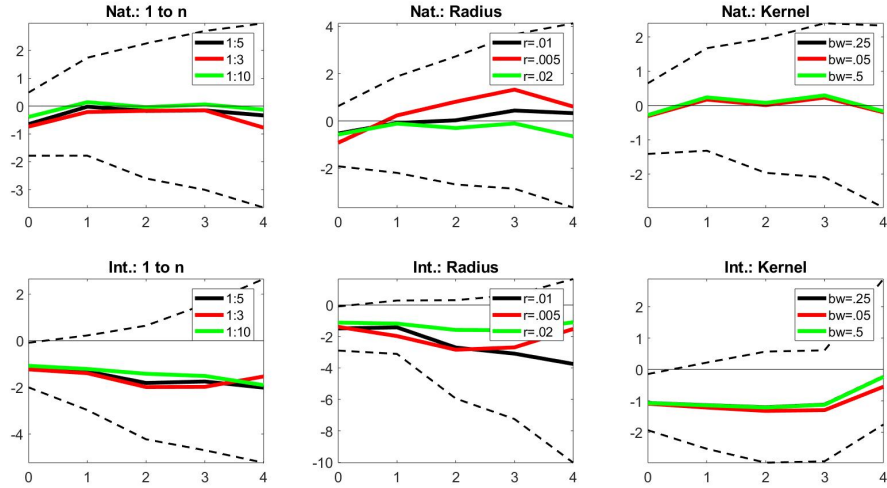 Nat.: 1 to n
3
2
1
0
-1
-2
-3
0 1 2 3 4
1:5
1:3
1:10
Nat.: Radius
4
2
0
-2
0 1 2 3 4
r=.01
r=.005
r=.02
Nat.: Kernel
2
1
0
-1
-2
0 1 2 3 4
bw=.25
bw=.05
bw=.5
Int.: 1 to n
2
0
-2
-4
0 1 2 3 4
1:5
1:3
1:10
Int.: Radius
0
-2
-4
-6
-8
-10
0 1 2 3 4
r=.01
r=.005
r=.02
Int.: Kernel
2
1
0
-1
-2
0 1 2 3 4
bw=.25
bw=.05
bw=.5